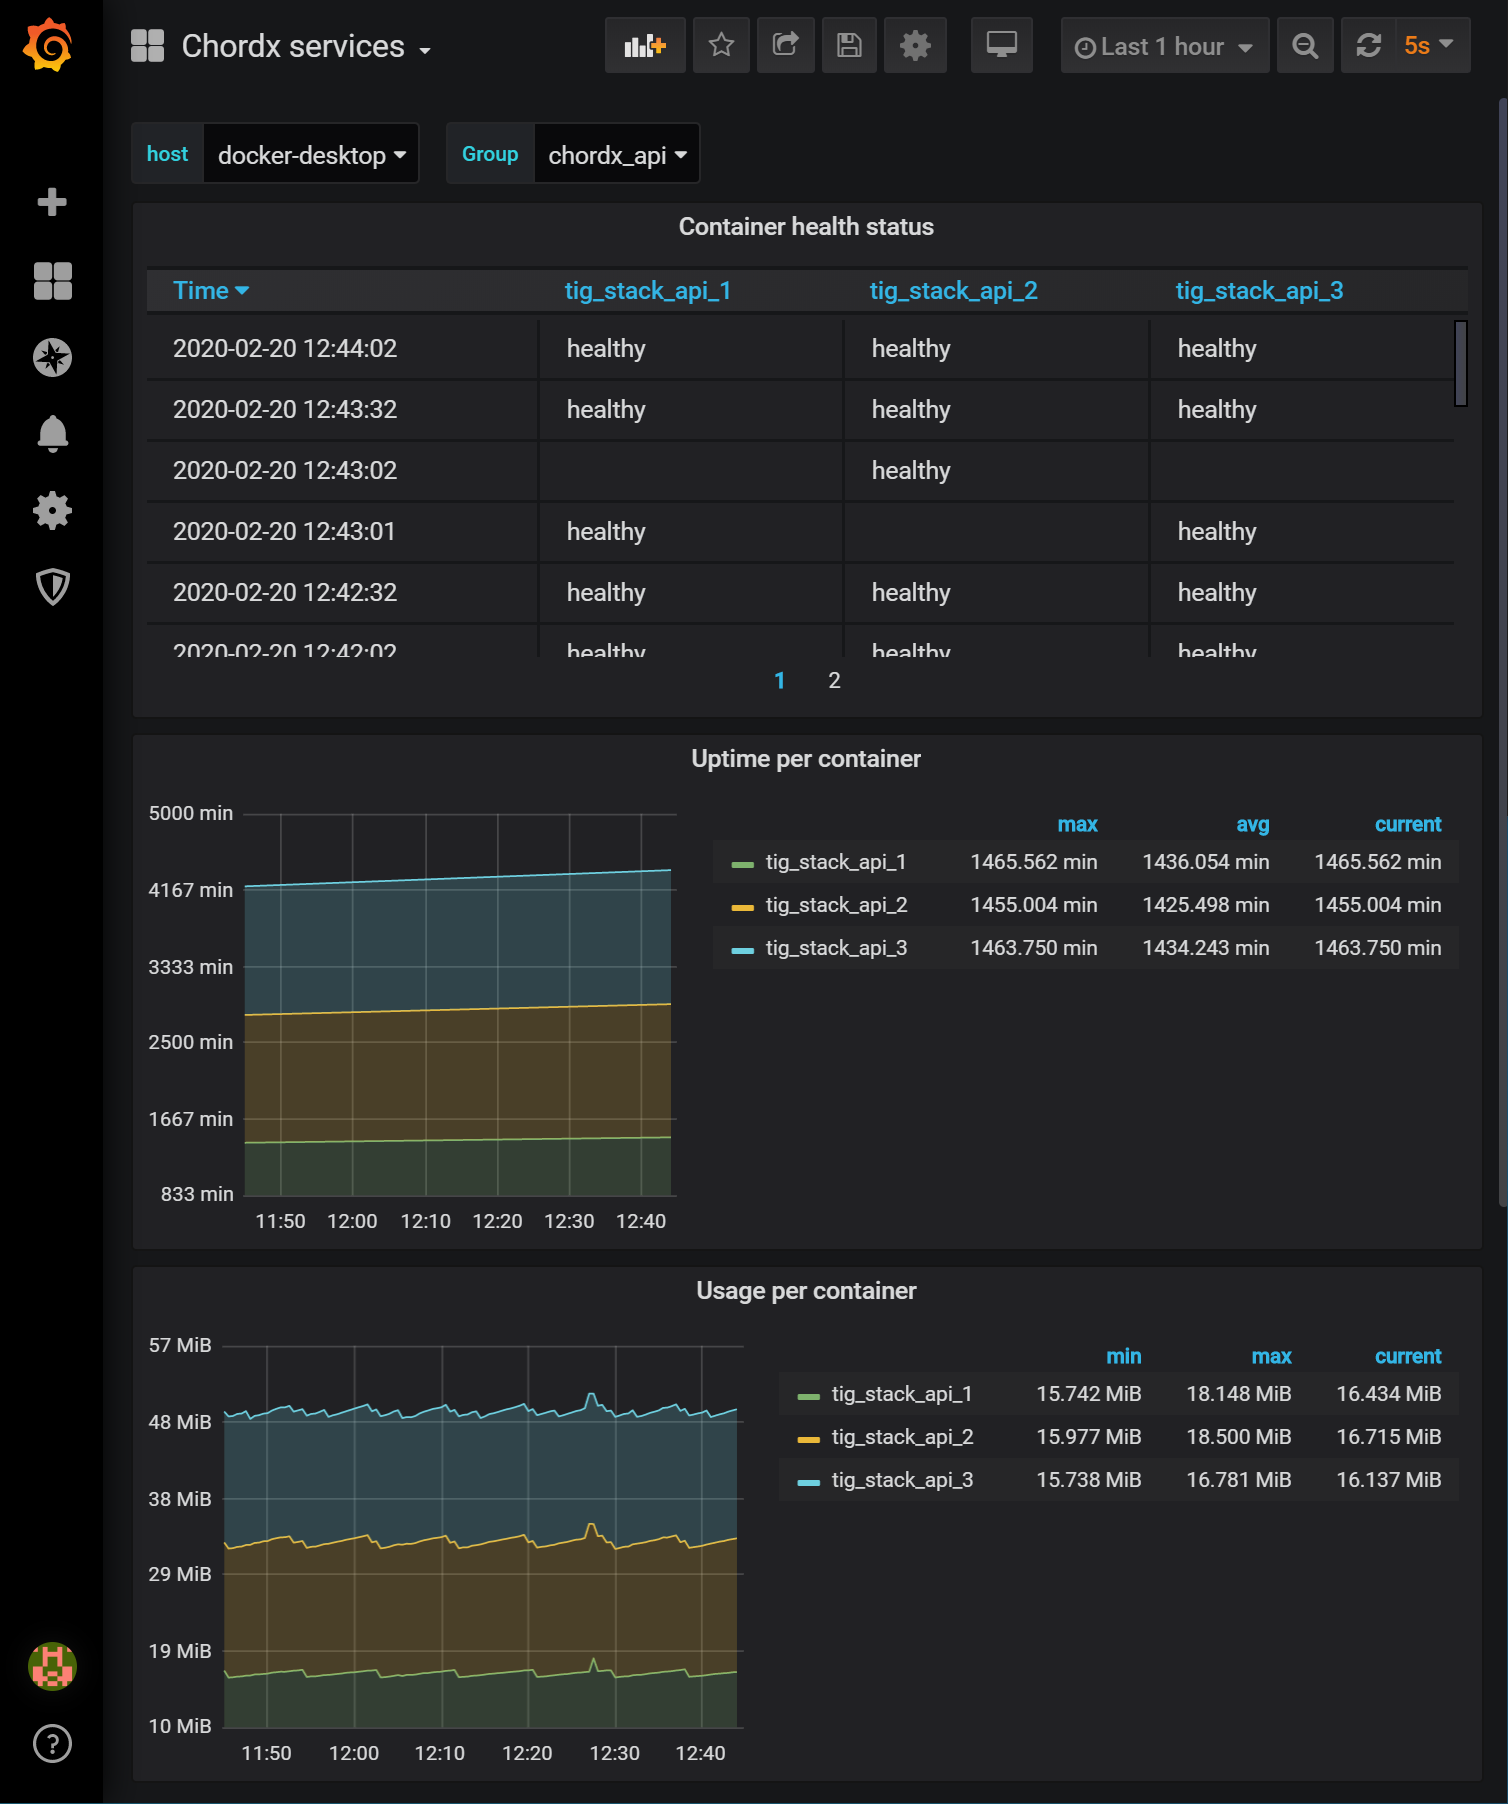 Chordx services
Last 1 hour
5s
host docker-desktop Group chordx_api
Container health status
Time tig_stack_api_1 tig_stack_api_2 tig_stack_api_3
2020-02-20 12:44:02 healthy healthy healthy
2020-02-20 12:43:32 healthy healthy healthy
2020-02-20 12:43:02 healthy
2020-02-20 12:43:01 healthy healthy
2020-02-20 12:42:32 healthy healthy healthy
2020-02-20 12:42:02 healthy healthy healthy
1 2
Uptime per container
5000 min
4167 min
3333 min
2500 min
1667 min
833 min
11:50 12:00 12:10 12:20 12:30 12:40
max avg current
tig_stack_api_1 1465.562 min 1436.054 min 1465.562 min
tig_stack_api_2 1455.004 min 1425.498 min 1455.004 min
tig_stack_api_3 1463.750 min 1434.243 min 1463.750 min
Usage per container
57 MiB
48 MiB
38 MiB
29 MiB
19 MiB
10 MiB
11:50 12:00 12:10 12:20 12:30 12:40
min max current
tig_stack_api_1 15.742 MiB 18.148 MiB 16.434 MiB
tig_stack_api_2 15.977 MiB 18.500 MiB 16.715 MiB
tig_stack_api_3 15.738 MiB 16.781 MiB 16.137 MiB
?